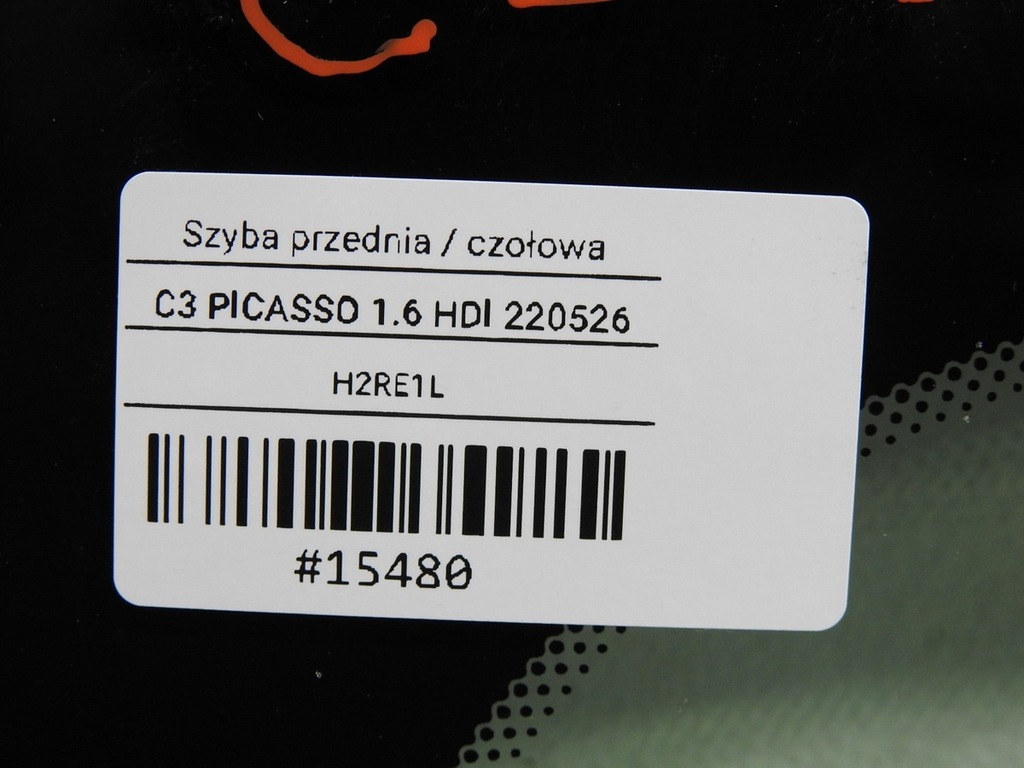 Szyba przednia / czołowa
C3 PICASSO 1.6 HDI 220526
H2RE1L
#15480